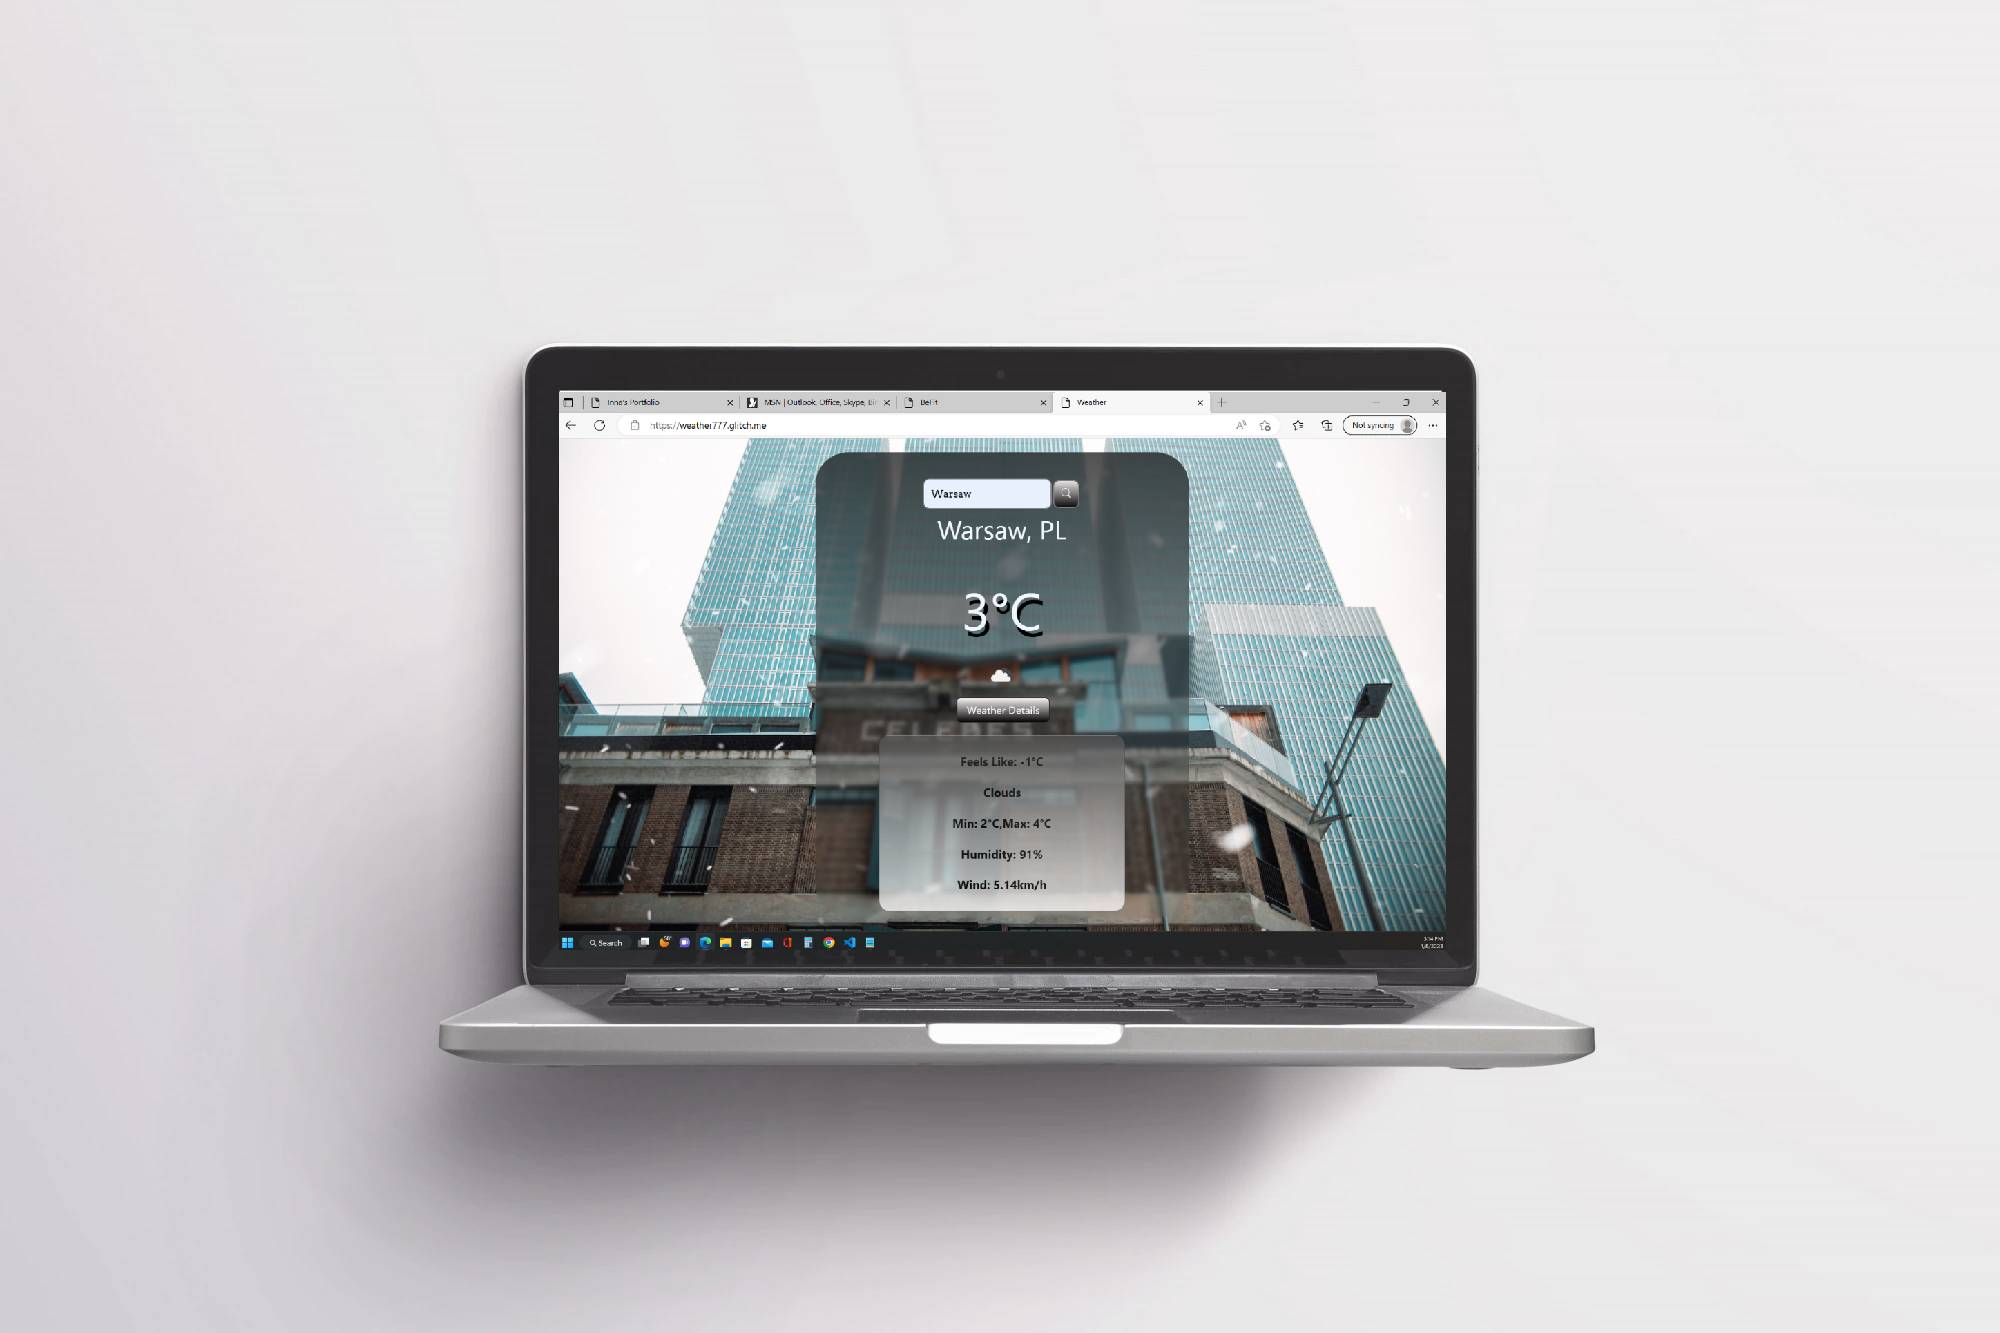 Inna's Portfolio
MSN | Outlook, Office, Skype, Bin
BeFit
Weather
https://weather777.glitch.me
Not syncing
Warsaw
Warsaw, PL
3°C
Weather Details
CELEBES
Feels Like: -1°C
Clouds
Min: 2°C,Max: 4°C
Humidity: 91%
Wind: 5.14km/h
Search